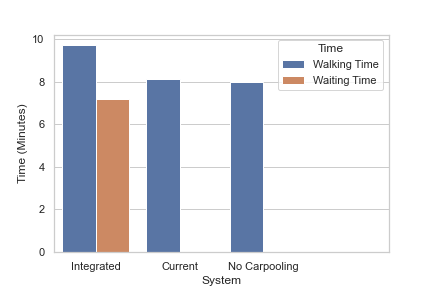 10
8
6
4
2
0
Time (Minutes)
Time
Walking Time
Waiting Time
Integrated
Current
No Carpooling
System